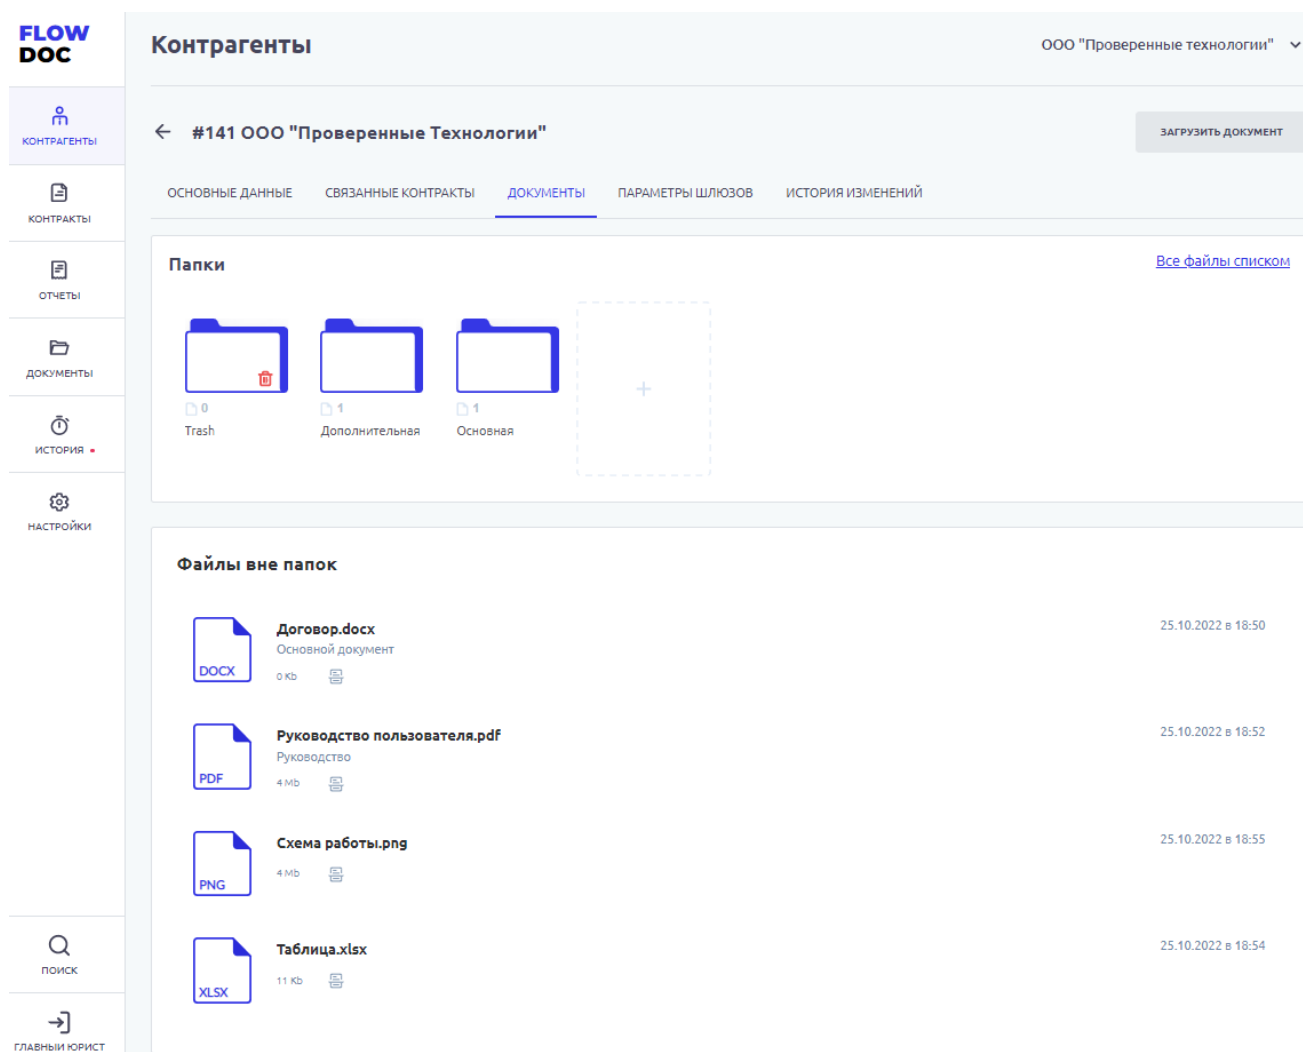 FLOW
DOC
Контрагенты
ООО "Проверенные технологии"
КОНТРАГЕНТЫ
КОНТРАКТЫ
ОТЧЕТЫ
ДОКУМЕНТЫ
ИСТОРИЯ
НАСТРОЙКИ
ПОИСК
ГЛАВНЫЙ ЮРИСТ
#141 ООО "Проверенные Технологии"
ЗАГРУЗИТЬ ДОКУМЕНТ
ОСНОВНЫЕ ДАННЫЕ СВЯЗАННЫЕ КОНТРАКТЫ ДОКУМЕНТЫ ПАРАМЕТРЫ ШЛЮЗОВ ИСТОРИЯ ИЗМЕНЕНИЙ
Папки
Все файлы списком
0
Trash
1
Дополнительная
1
Основная
+
Файлы вне папок
DOCX
Договор.docx
Основной документ
0 Kb
25.10.2022 в 18:50
PDF
Руководство пользователя.pdf
Руководство
4 Mb
25.10.2022 в 18:52
PNG
Схема работы.png
4 Mb
25.10.2022 в 18:55
XLSX
Таблица.xlsx
11 Kb
25.10.2022 в 18:54